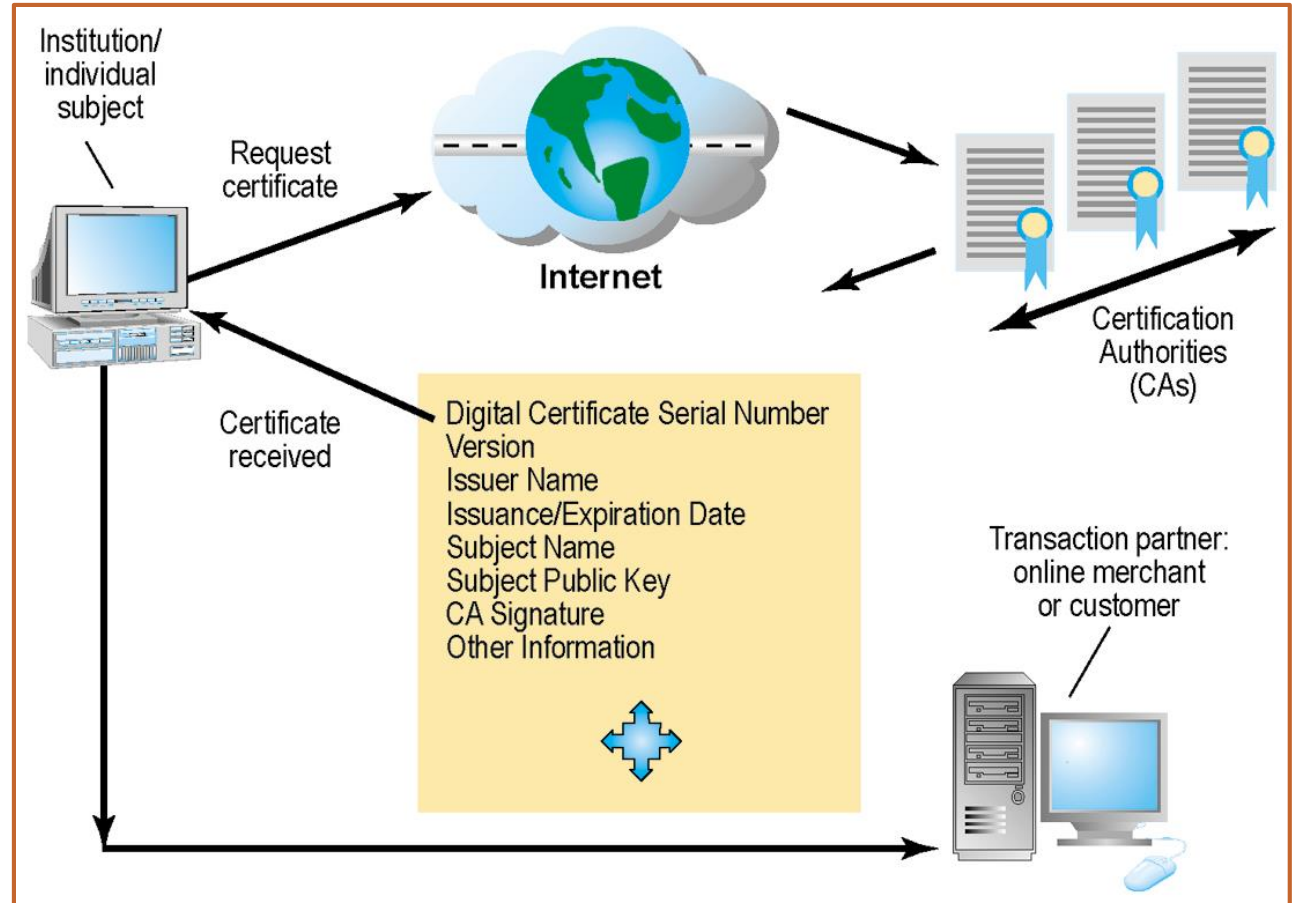 Institution/
individual
subject
Request
certificate
Internet
Certification
Authorities
(CAs)
Certificate
received
Digital Certificate Serial Number
Version
Issuer Name
Issuance/Expiration Date
Subject Name
Subject Public Key
CA Signature
Other Information
Transaction partner:
online merchant
or customer